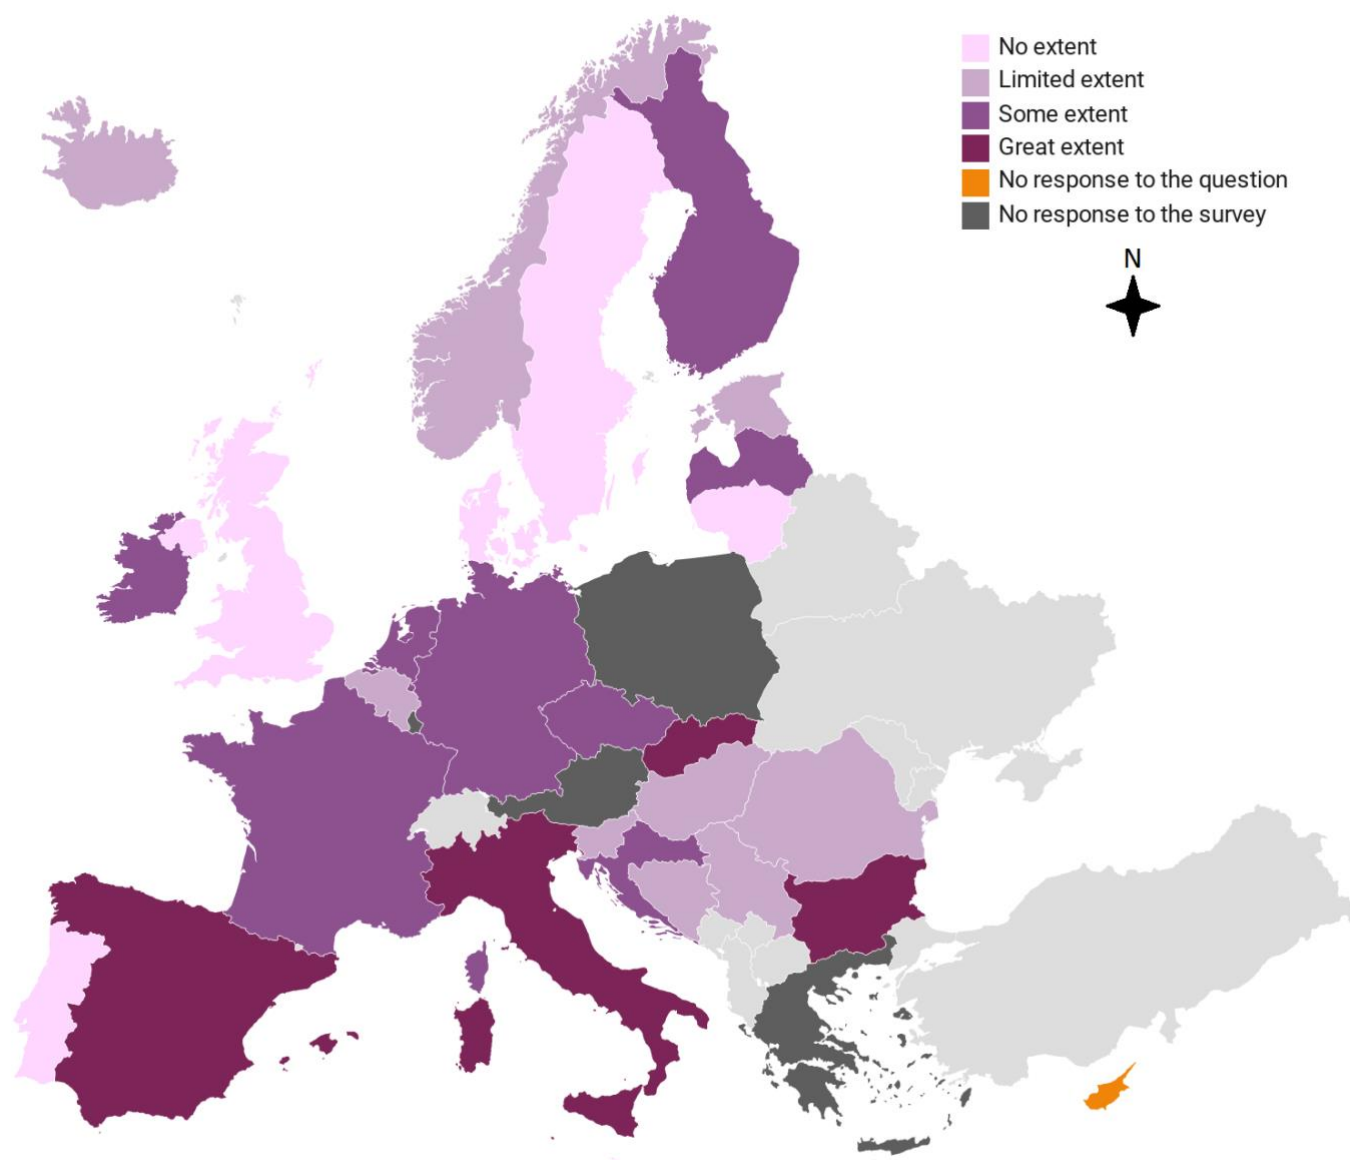 No extent
Limited extent
Some extent
Great extent
No response to the question
No response to the survey
N